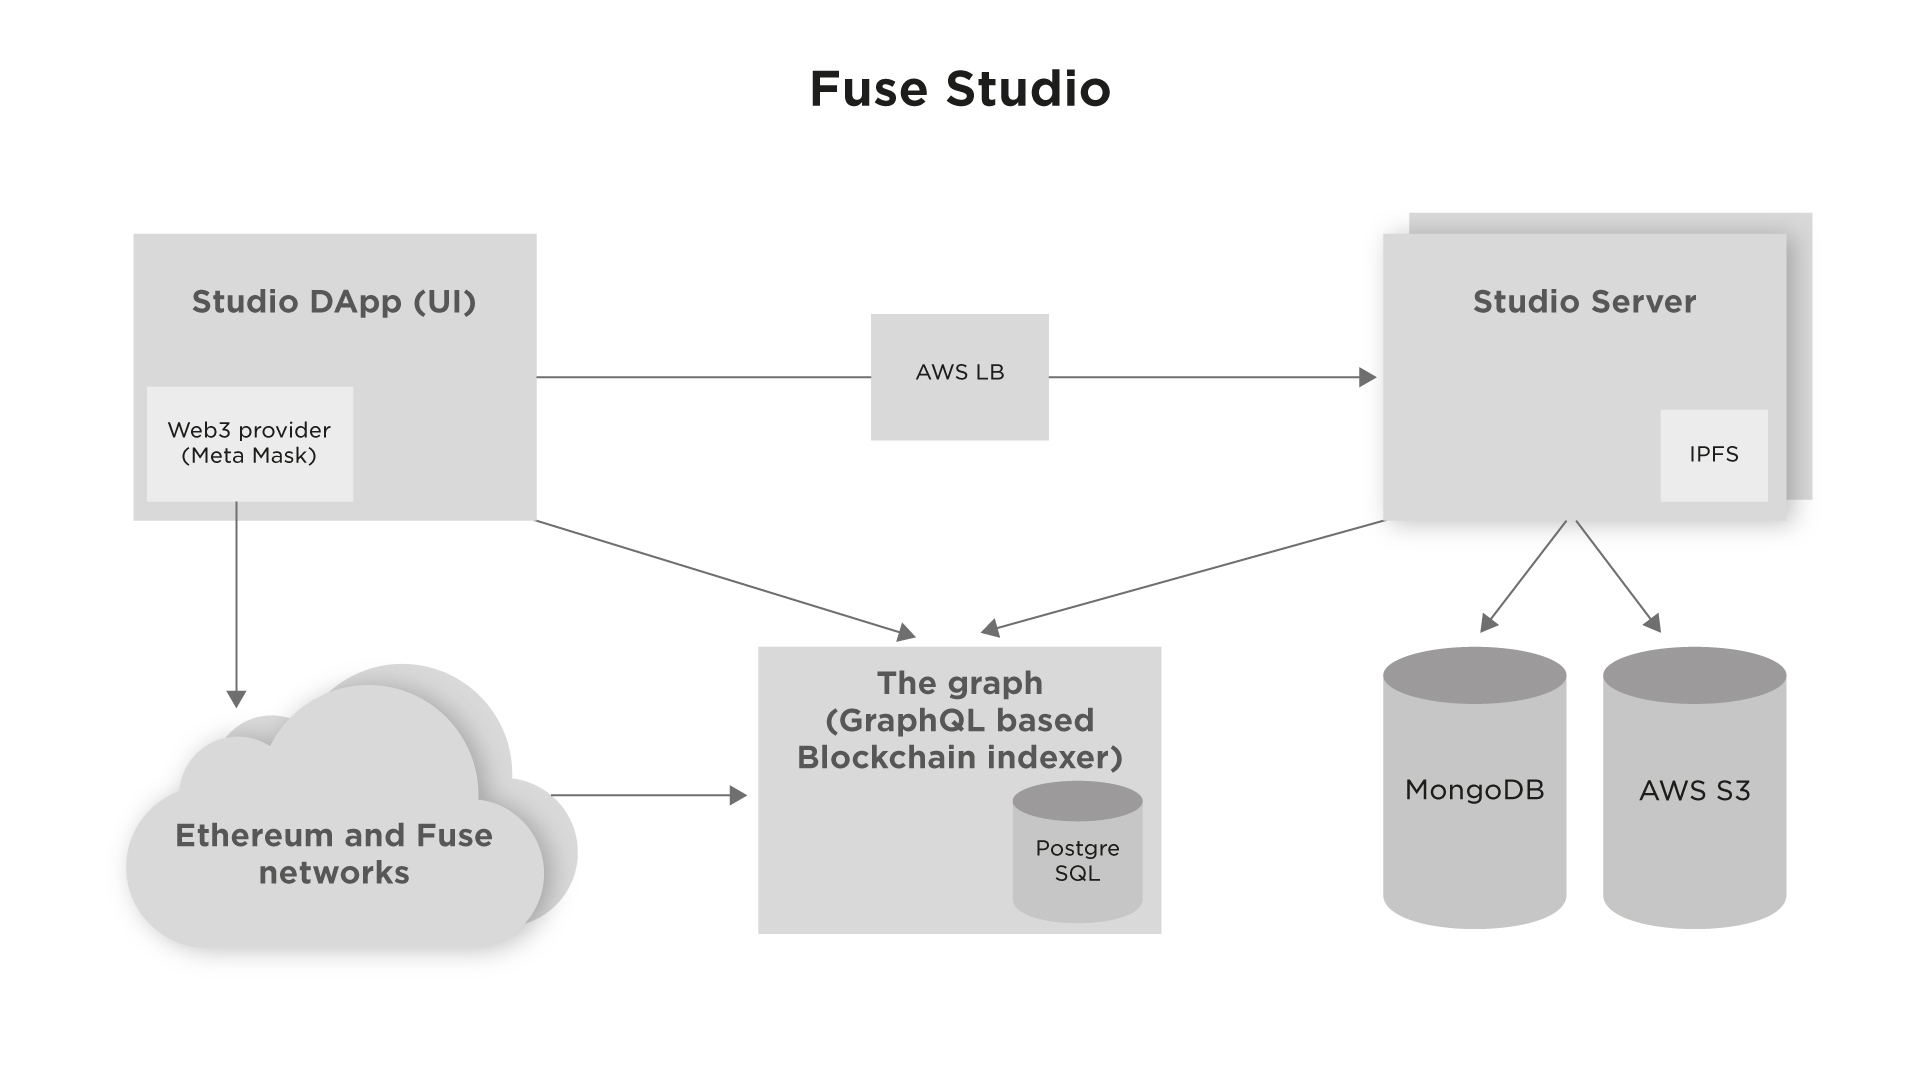 Fuse Studio
Studio DApp (UI)
Web3 provider
(Meta Mask)
AWS LB
Studio Server
IPFS
Ethereum and Fuse
networks
The graph
(GraphQL based
Blockchain indexer)
Postgre
SQL
MongoDB
AWS S3